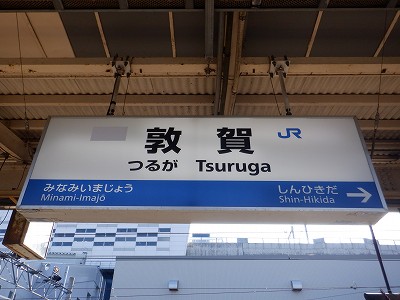 敦賀 JR
つるが Tsuruga
みなみいまじょう しんひきだ
Minami-Imajō Shin-Hikida